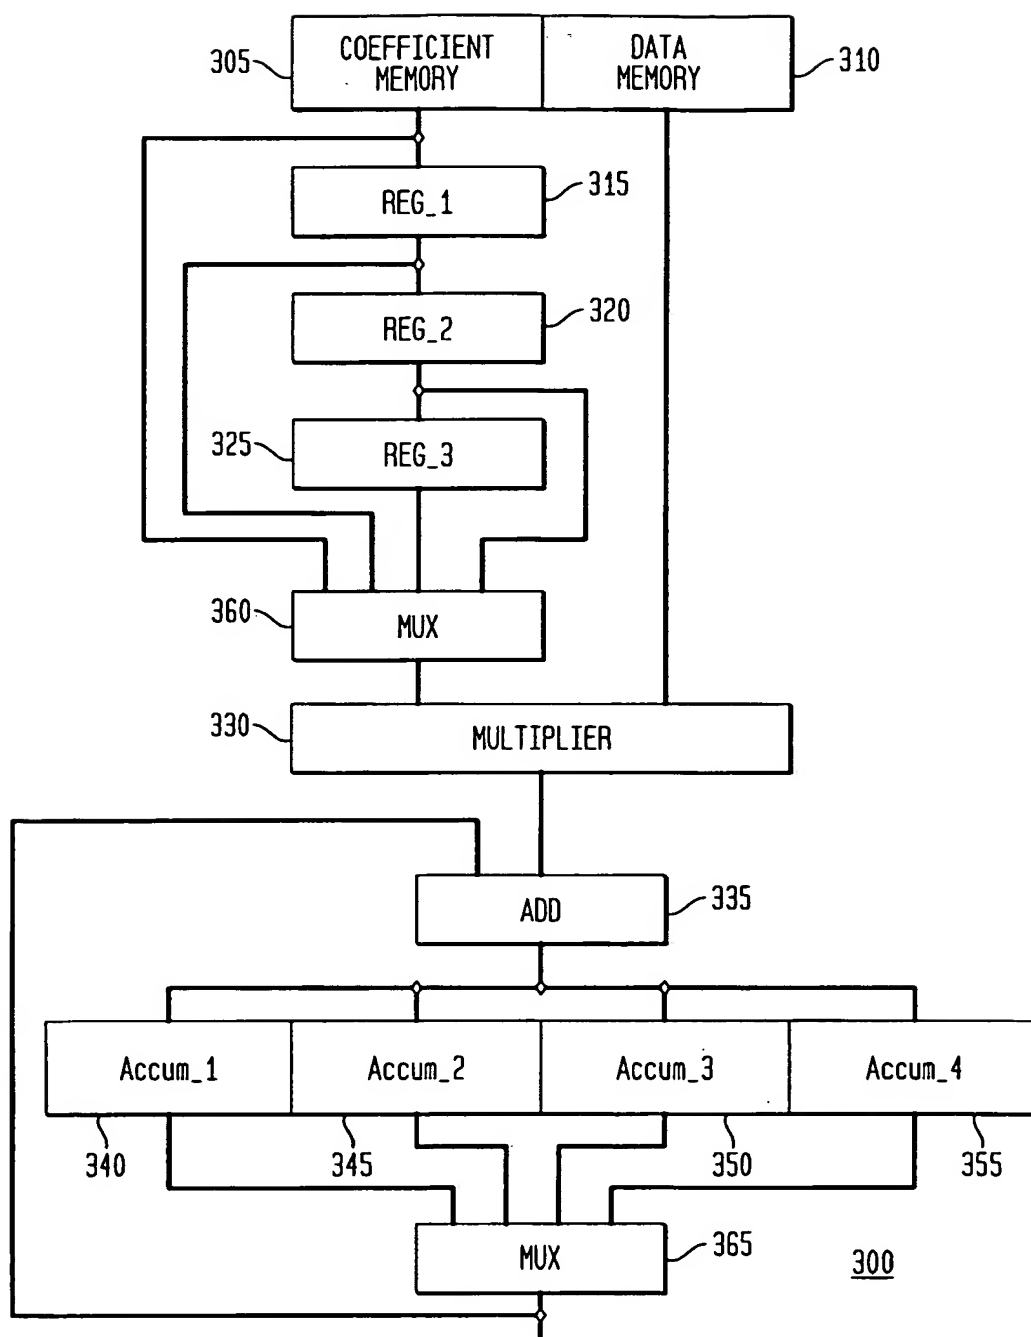 305
COEFFICIENT
MEMORY
DATA
MEMORY
310
REG_1
315
REG_2
320
325
REG_3
360
MUX
330
MULTIPLIER
ADD
335
Accum_1
Accum_2
Accum_3
Accum_4
340
345
350
355
MUX
365
300